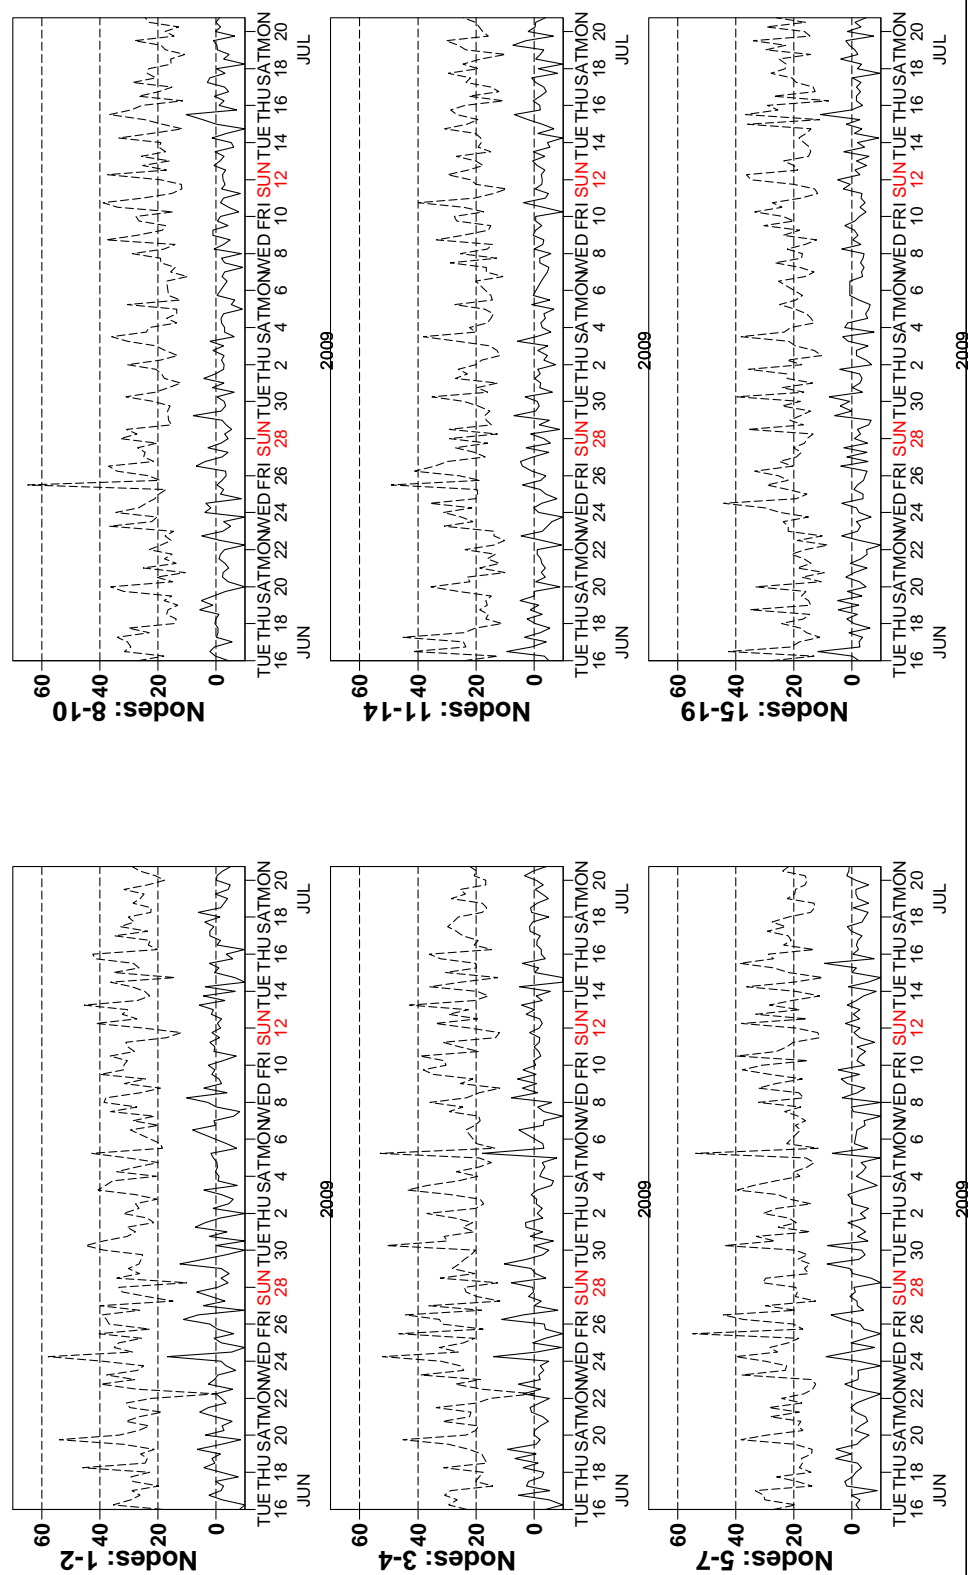 Nodes: 1-2
60
40
20
0
TUE THU SAT MON WED FRI SUN TUE THU SAT MON WED FRI SUN TUE THU SAT MON
16 18 20 22 24 26 28 30 2 4 6 8 10 12 14 16 18 20
JUN JUL
2009
Nodes: 8-10
60
40
20
0
TUE THU SAT MON WED FRI SUN TUE THU SAT MON WED FRI SUN TUE THU SAT MON
16 18 20 22 24 26 28 30 2 4 6 8 10 12 14 16 18 20
JUN JUL
2009
Nodes: 3-4
60
40
20
0
TUE THU SAT MON WED FRI SUN TUE THU SAT MON WED FRI SUN TUE THU SAT MON
16 18 20 22 24 26 28 30 2 4 6 8 10 12 14 16 18 20
JUN JUL
2009
Nodes: 11-14
60
40
20
0
TUE THU SAT MON WED FRI SUN TUE THU SAT MON WED FRI SUN TUE THU SAT MON
16 18 20 22 24 26 28 30 2 4 6 8 10 12 14 16 18 20
JUN JUL
2009
Nodes: 5-7
60
40
20
0
TUE THU SAT MON WED FRI SUN TUE THU SAT MON WED FRI SUN TUE THU SAT MON
16 18 20 22 24 26 28 30 2 4 6 8 10 12 14 16 18 20
JUN JUL
2009
Nodes: 15-19
60
40
20
0
TUE THU SAT MON WED FRI SUN TUE THU SAT MON WED FRI SUN TUE THU SAT MON
16 18 20 22 24 26 28 30 2 4 6 8 10 12 14 16 18 20
JUN JUL
2009